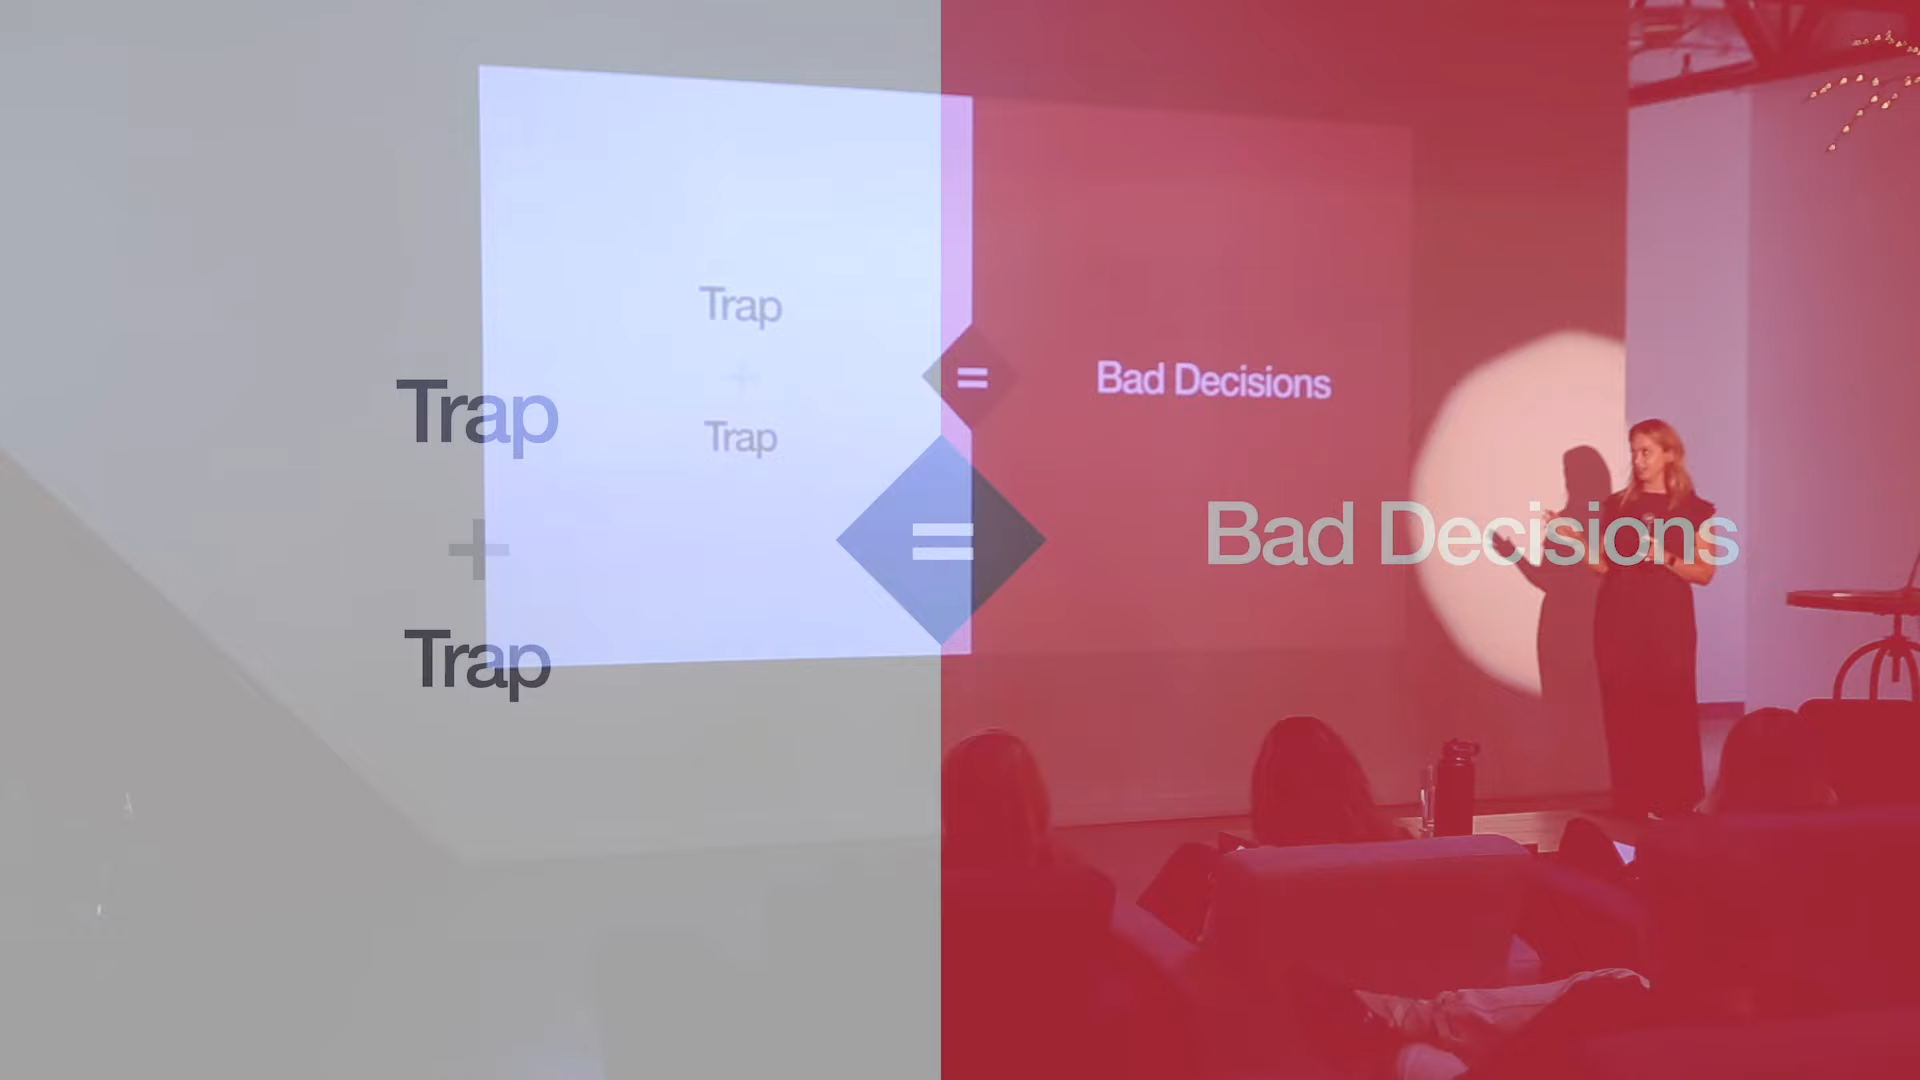 Trap
+
Trap
=
Bad Decisions
Trap
+
Trap
=
Bad Decisions